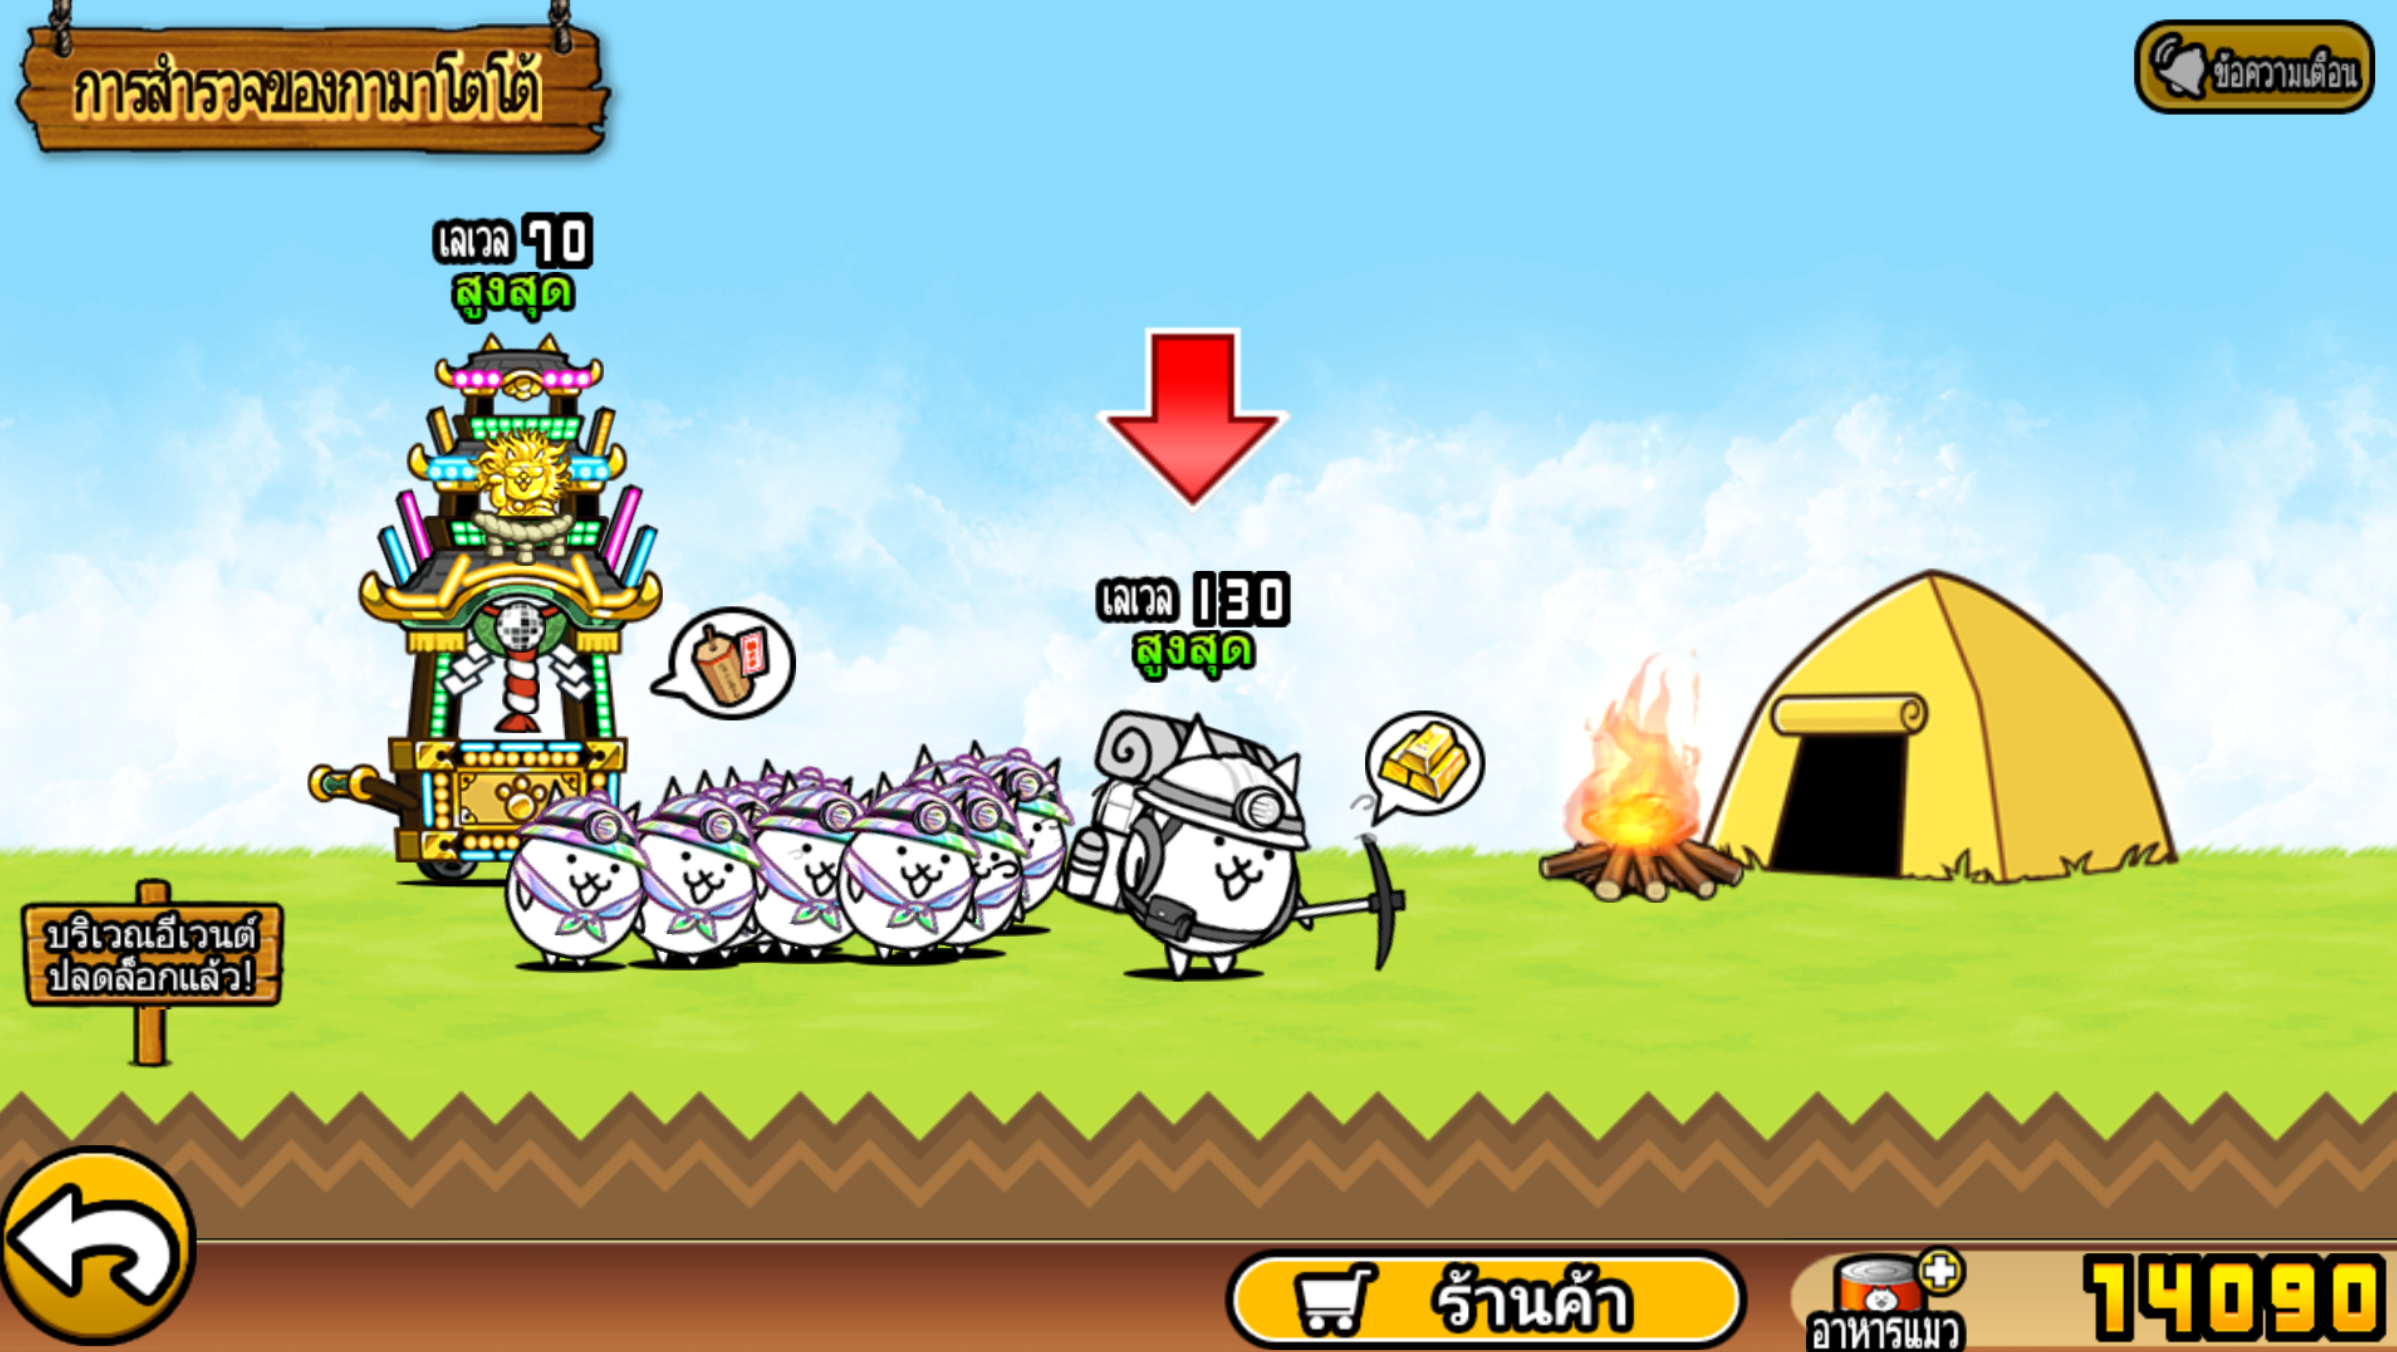 การสำรวจของกามาโตโต้
ข้อความเตือน
เลเวล 70
สูงสุด
เลเวล 130
สูงสุด
บริเวณอีเวนต์
ปลดล็อกแล้ว!
ร้านค้า
อาหารแมว
14090